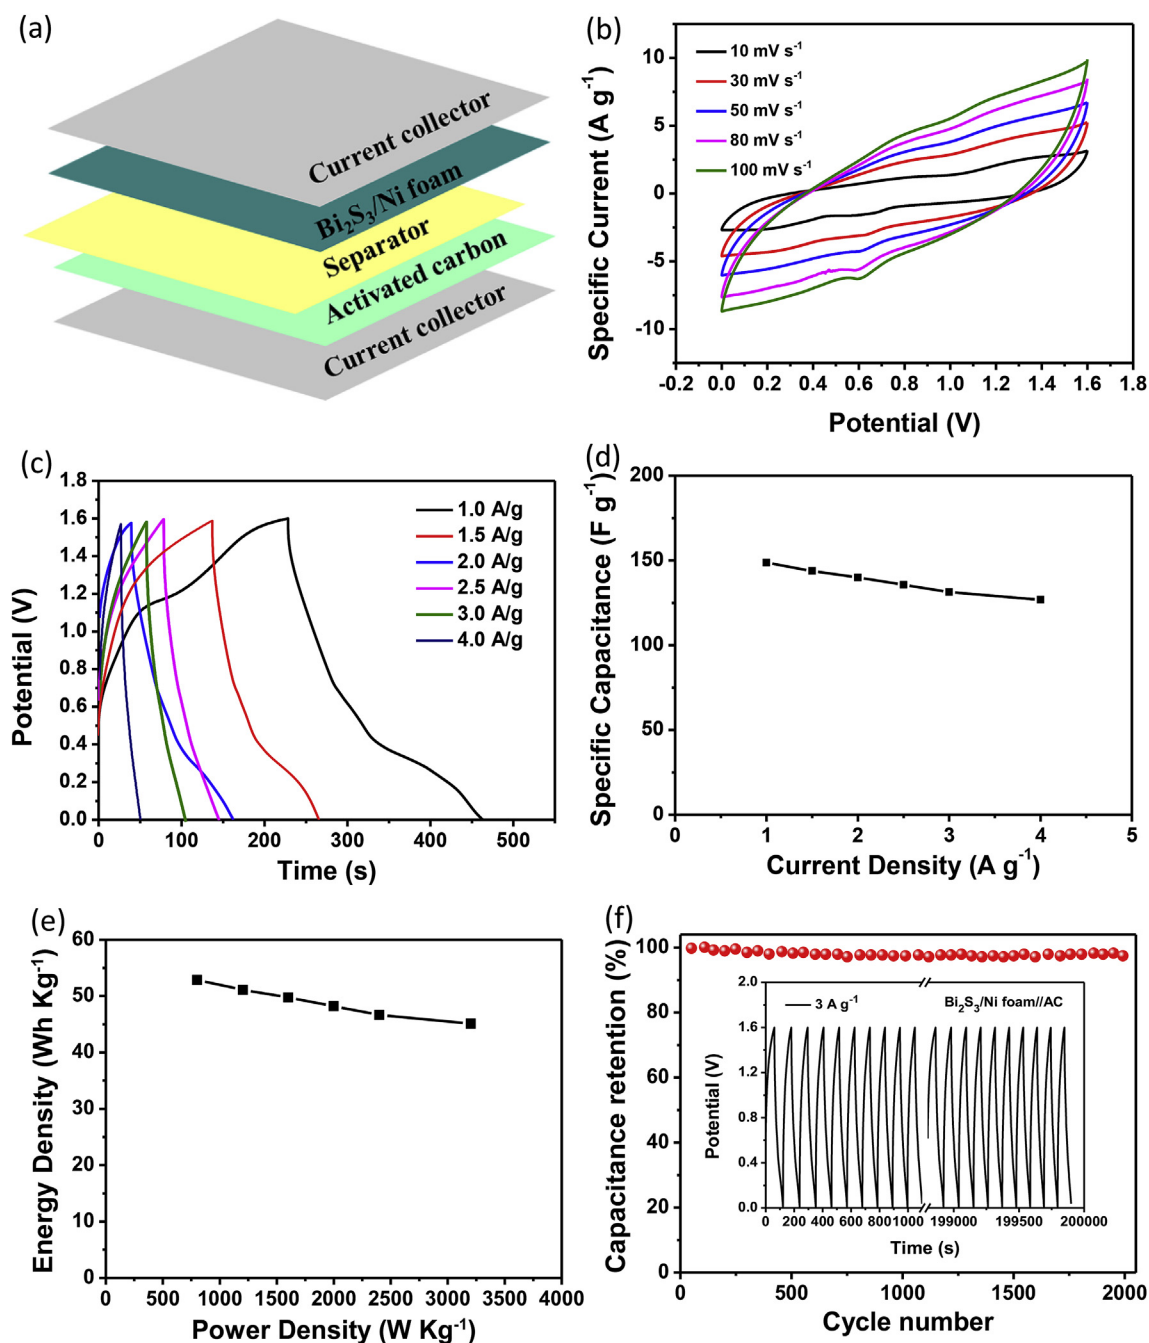 (a)
Current collector
Bi₂S₃/Ni foam
Separator
Activated carbon
Current collector
(b)
10 mV s⁻¹
30 mV s⁻¹
50 mV s⁻¹
80 mV s⁻¹
100 mV s⁻¹
Specific Current (A g⁻¹)
10
5
0
-5
-10
-0.2 0.0 0.2 0.4 0.6 0.8 1.0 1.2 1.4 1.6 1.8
Potential (V)
(c)
1.0 A/g
1.5 A/g
2.0 A/g
2.5 A/g
3.0 A/g
4.0 A/g
Potential (V)
1.8
1.6
1.4
1.2
1.0
0.8
0.6
0.4
0.2
0.0
0 100 200 300 400 500
Time (s)
(d)
Specific Capacitance (F g⁻¹)
200
150
100
50
0
0 1 2 3 4 5
Current Density (A g⁻¹)
(e)
Energy Density (Wh Kg⁻¹)
60
50
40
30
20
10
0
0 500 1000 1500 2000 2500 3000 3500 4000
Power Density (W Kg⁻¹)
(f)
Capacitance retention (%)
100
80
60
40
20
0
0 500 1000 1500 2000
Cycle number
3 A g⁻¹
Bi₂S₃/Ni foam//AC
Potential (V)
2.0
1.6
1.2
0.8
0.4
0.0
0 200 400 600 800 1000 199000 199500 200000
Time (s)